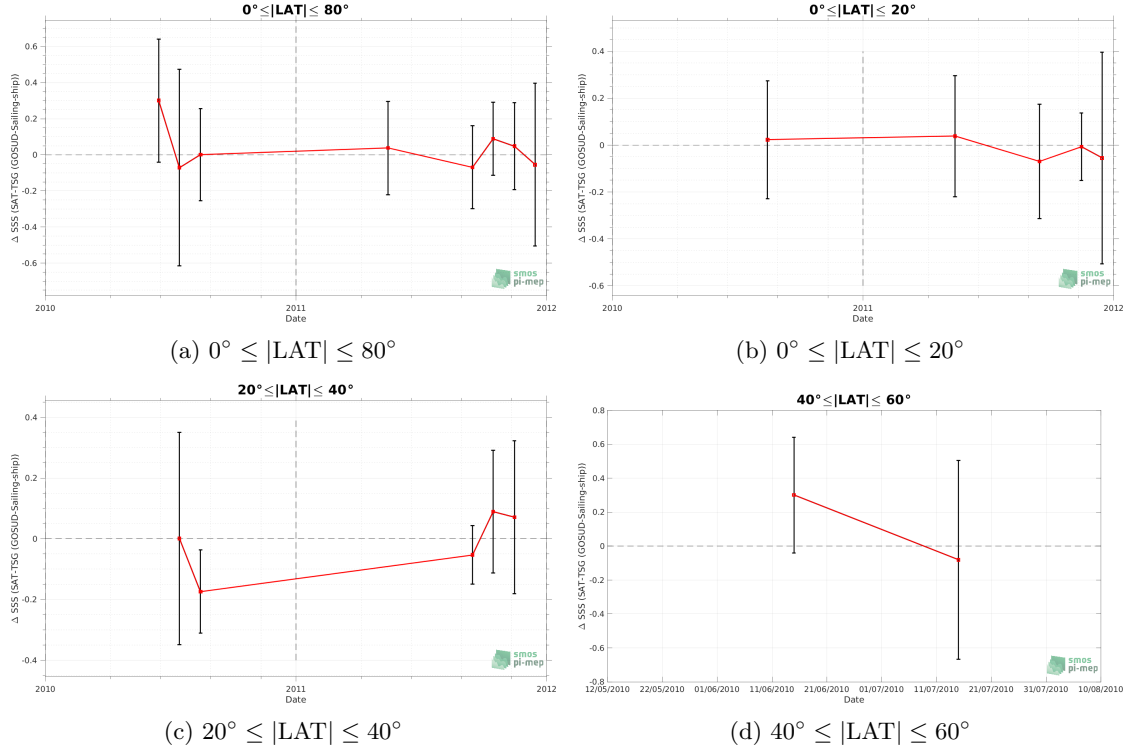 0°≤|LAT|≤ 80°
Δ SSS (SAT-TSG (GOSUD-Sailing-ship))
0.6
0.4
0.2
0
-0.2
-0.4
-0.6
smos
pi-mep
2010 2011 2012
Date
(a) 0° ≤ |LAT| ≤ 80°
0°≤|LAT|≤ 20°
Δ SSS (SAT-TSG (GOSUD-Sailing-ship))
0.4
0.2
0
-0.2
-0.4
-0.6
smos
pi-mep
2010 2011 2012
Date
(b) 0° ≤ |LAT| ≤ 20°
20°≤|LAT|≤ 40°
Δ SSS (SAT-TSG (GOSUD-Sailing-ship))
0.4
0.2
0
-0.2
-0.4
smos
pi-mep
2010 2011 2012
Date
(c) 20° ≤ |LAT| ≤ 40°
40°≤|LAT|≤ 60°
Δ SSS (SAT-TSG (GOSUD-Sailing-ship))
0.8
0.6
0.4
0.2
0
-0.2
-0.4
-0.6
-0.8
smos
pi-mep
12/05/2010 22/05/2010 01/06/2010 11/06/2010 21/06/2010 01/07/2010 11/07/2010 21/07/2010 31/07/2010 10/08/2010
Date
(d) 40° ≤ |LAT| ≤ 60°